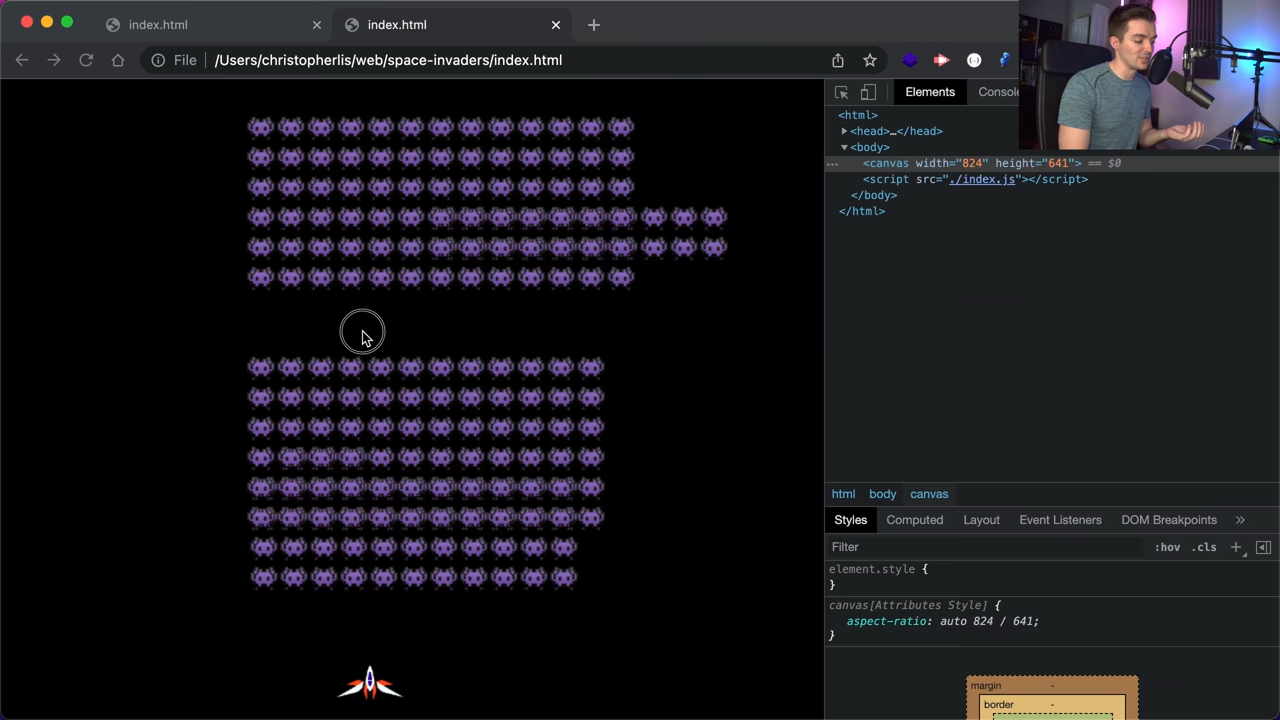 index.html
index.html
File
/Users/christopherlis/web/space-invaders/index.html
Elements
Console
<html>
<head>…</head>
<body>
<canvas width="824" height="641"> == $0
<script src="./index.js"></script>
</body>
</html>
html body canvas
Styles Computed Layout Event Listeners DOM Breakpoints »
Filter :hov .cls
element.style {
}
canvas[Attributes Style] {
aspect-ratio: auto 824 / 641;
}
margin -
border -